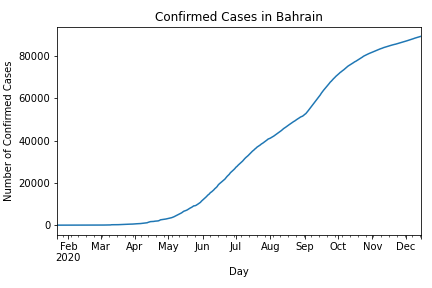 Confirmed Cases in Bahrain
Number of Confirmed Cases
80000
60000
40000
20000
0
Feb Mar Apr May Jun Jul Aug Sep Oct Nov Dec
2020
Day